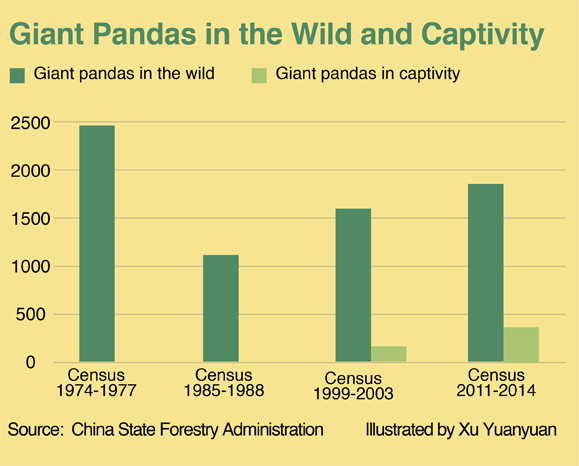 Giant Pandas in the Wild and Captivity
Giant pandas in the wild Giant pandas in captivity
2500
2000
1500
1000
500
0
Census
1974-1977
Census
1985-1988
Census
1999-2003
Census
2011-2014
Source: China State Forestry Administration Illustrated by Xu Yuanyuan